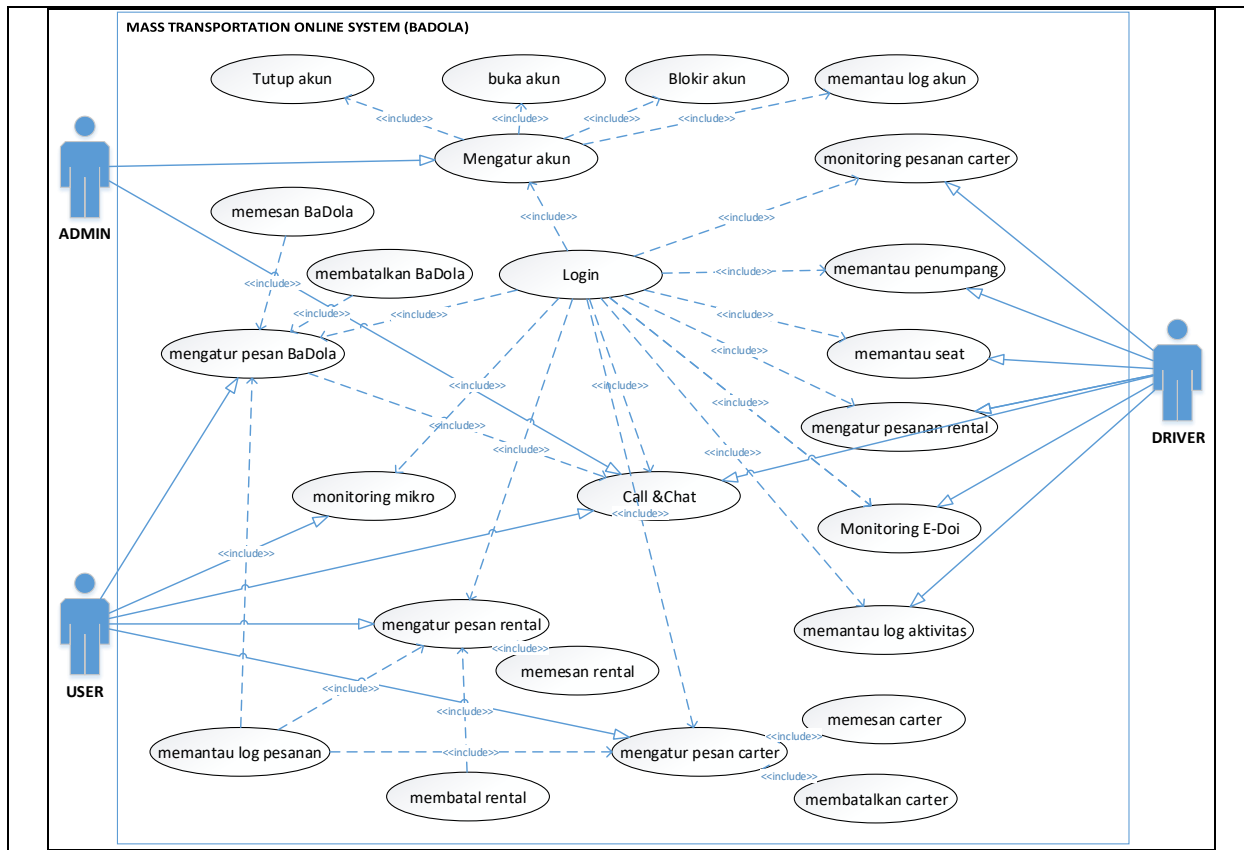 MASS TRANSPORTATION ONLINE SYSTEM (BADOLA)
Tutup akun
buka akun
Blokir akun
memantau log akun
<<include>>
<<include>>
<<include>>
<<include>>
Mengatur akun
monitoring pesanan carter
ADMIN
memesan BaDola
<<include>>
<<include>>
membatalkan BaDola
Login
<<include>>
memantau penumpang
<<include>>
<<include>>
<<include>>
<<include>>
mengatur pesan BaDola
memantau seat
<<include>>
<<include>>
<<include>>
<<include>>
mengatur pesanan rental
DRIVER
<<include>>
<<include>>
<<include>>
<<include>>
monitoring mikro
Call &Chat
<<include>>
Monitoring E-Doi
<<include>>
mengatur pesan rental
memantau log aktivitas
USER
<<include>>
memesan rental
<<include>>
<<include>>
memesan carter
<<include>>
memantau log pesanan
<<include>>
mengatur pesan carter
<<include>>
membatal rental
membatalkan carter